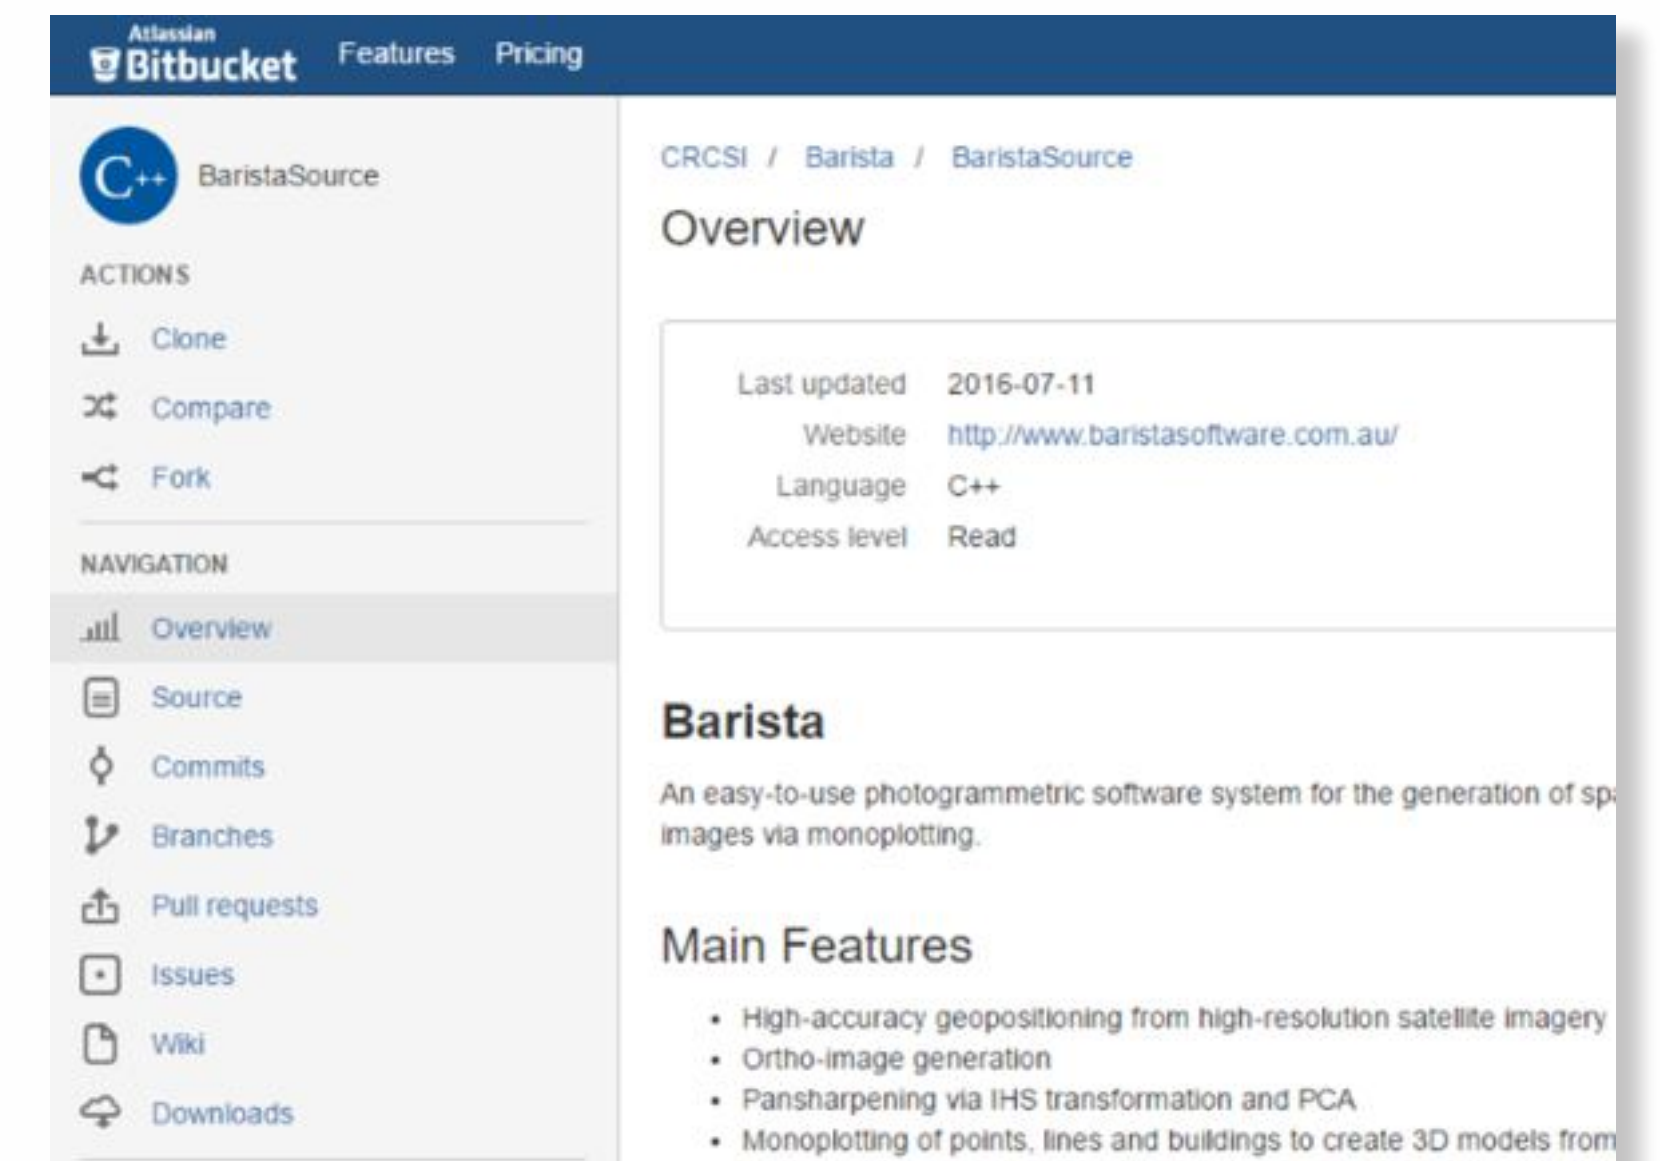 Atlassian
Bitbucket Features Pricing
C++ BaristaSource
ACTIONS
Clone
Compare
Fork
NAVIGATION
Overview
Source
Commits
Branches
Pull requests
Issues
Wiki
Downloads
CRCSI / Barista / BaristaSource
Overview
Last updated 2016-07-11
Website http://www.baristasoftware.com.au/
Language C++
Access level Read
Barista
An easy-to-use photogrammetric software system for the generation of
images via monoplotting.
Main Features
• High-accuracy geopositioning from high-resolution satellite imagery
• Ortho-image generation
• Pansharpening via IHS transformation and PCA
• Monoplotting of points, lines and buildings to create 3D models from